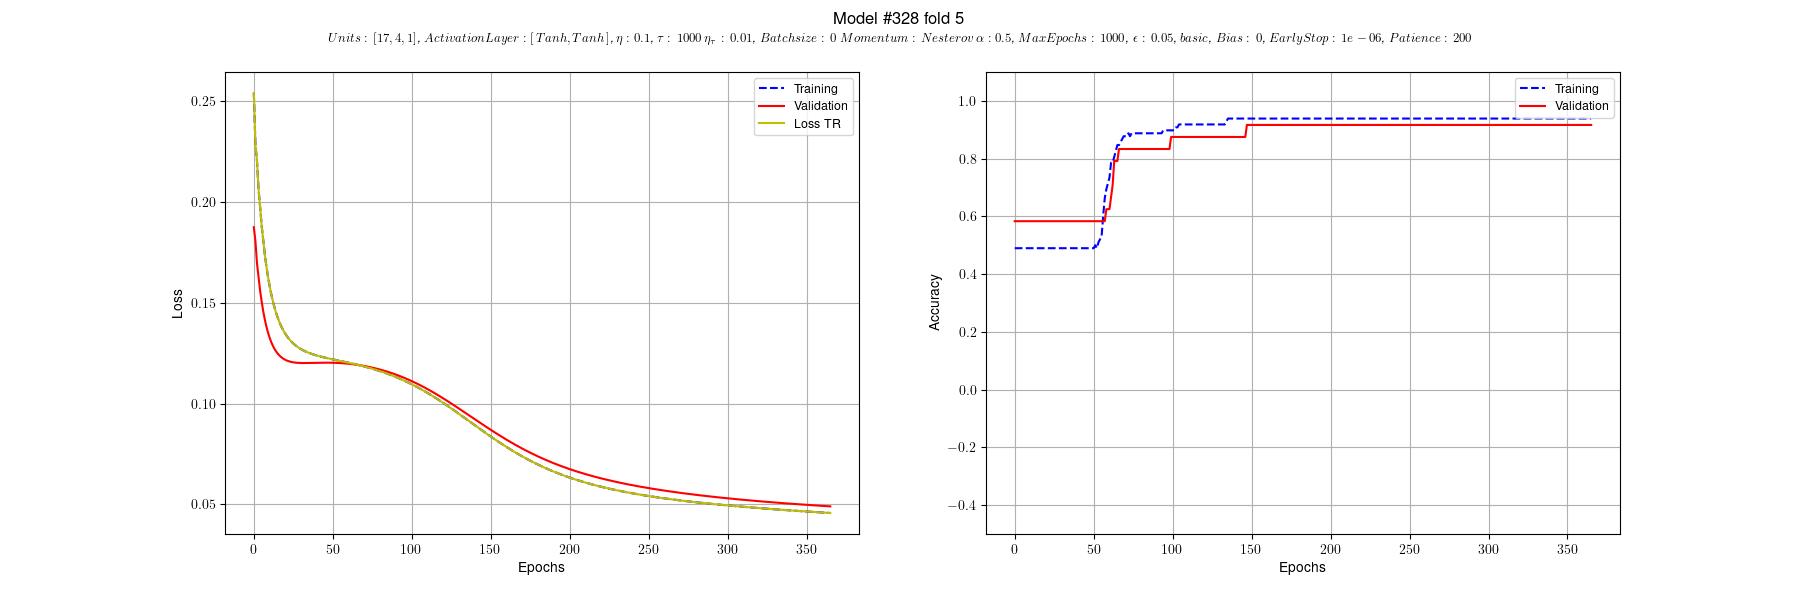 Model #328 fold 5
Units : [17, 4, 1], ActivationLayer : [Tanh, Tanh], η : 0.1, τ : 1000 η_τ : 0.01, Batchsize : 0 Momentum : Nesterov α : 0.5, MaxEpochs : 1000, ϵ : 0.05, basic, Bias : 0, EarlyStop : 1e − 06, Patience : 200
Loss
0.25
0.20
0.15
0.10
0.05
Training
Validation
Loss TR
0 50 100 150 200 250 300 350
Epochs
Accuracy
1.0
0.8
0.6
0.4
0.2
0.0
−0.2
−0.4
Training
Validation
0 50 100 150 200 250 300 350
Epochs